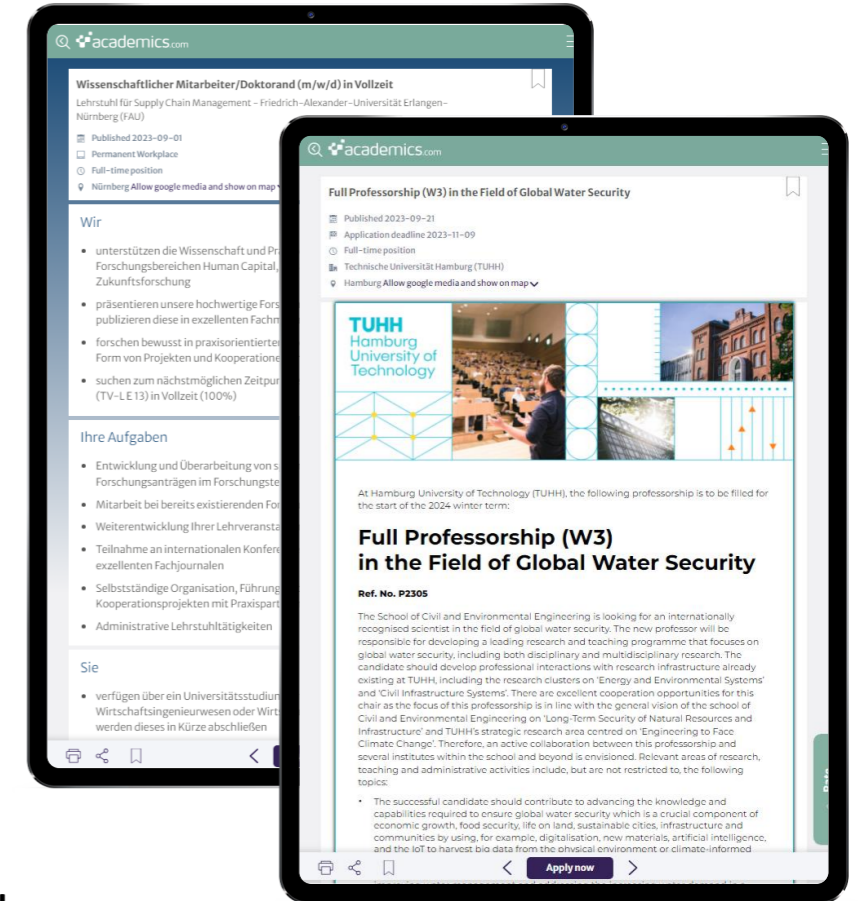 academics.com
Wissenschaftlicher Mitarbeiter/Doktorand (m/w/d) in Vollzeit
Lehrstuhl für Supply Chain Management - Friedrich-Alexander-Universität Erlangen-
Nürnberg (FAU)
Published 2023-09-01
Permanent Workplace
Full-time position
Nürnberg Allow google media and show on map
Wir
• unterstützen die Wissenschaft und
Forschungsbereichen Human Capital,
Zukunftsforschung
• präsentieren unsere hochwertige
publizieren diese in exzellenten
• forschen bewusst in
Form von Projekten und
• suchen zum nächstmöglichen
(TV-L E 13) in Vollzeit (100%)
Ihre Aufgaben
• Entwicklung und Überarbeitung von
Forschungsanträgen im
• Mitarbeit bei bereits existierenden
• Weiterentwicklung Ihrer
• Teilnahme an internationalen
exzellenten Fachjournalen
• Selbstständige Organisation, Führung
Kooperationsprojekten mit
• Administrative Lehrstuhltätigkeiten
Sie
• verfügen über ein
Wirtschaftsingenieurwesen oder
werden dieses in Kürze abschließen
academics.com
Full Professorship (W3) in the Field of Global Water Security
Published 2023-09-21
Application deadline 2023-11-09
Full-time position
Technische Universität Hamburg (TUHH)
Hamburg Allow google media and show on map
TUHH
Hamburg
University of
Technology
At Hamburg University of Technology (TUHH), the following professorship is to be filled for
the start of the 2024 winter term:
Full Professorship (W3)
in the Field of Global Water Security
Ref. No. P2305
The School of Civil and Environmental Engineering is looking for an internationally
recognised scientist in the field of global water security. The new professor will be
responsible for developing a leading research and teaching programme that focuses on
global water security, including both disciplinary and multidisciplinary research. The
candidate should develop professional interactions with research infrastructure already
existing at TUHH, including the research clusters on 'Energy and Environmental Systems'
and 'Civil Infrastructure Systems'. There are excellent cooperation opportunities for this
chair as the focus of this professorship is in line with the general vision of the school of
Civil and Environmental Engineering on 'Long-Term Security of Natural Resources and
Infrastructure' and TUHH's strategic research area centred on 'Engineering to Face
Climate Change'. Therefore, an active collaboration between this professorship and
several institutes within the school and beyond is envisioned. Relevant areas of research,
teaching and administrative activities include, but are not restricted to, the following
topics:
• The successful candidate should contribute to advancing the knowledge and
capabilities required to ensure global water security which is a crucial component of
economic growth, food security, life on land, sustainable cities, infrastructure and
communities by using, for example, digitalisation, new materials, artificial intelligence,
and the IoT to harvest big data from the physical environment or climate-informed
Apply now